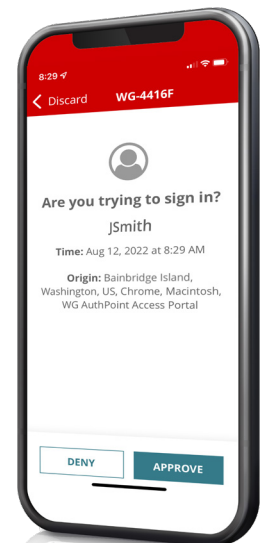 8:29
Discard WG-4416F
Are you trying to sign in?
JSmith
Time: Aug 12, 2022 at 8:29 AM
Origin: Bainbridge Island,
Washington, US, Chrome, Macintosh,
WG AuthPoint Access Portal
DENY APPROVE